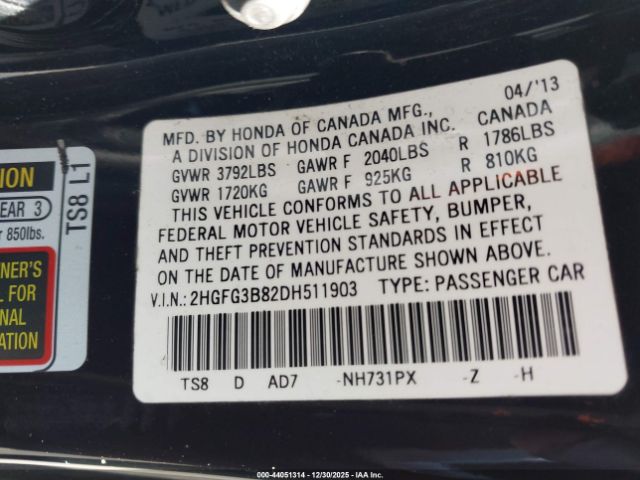 04/'13
MFD. BY HONDA OF CANADA MFG., CANADA
A DIVISION OF HONDA CANADA INC.
GVWR 3792LBS GAWR F 2040LBS R 1786LBS
GVWR 1720KG GAWR F 925KG R 810KG
THIS VEHICLE CONFORMS TO ALL APPLICABLE
FEDERAL MOTOR VEHICLE SAFETY, BUMPER,
AND THEFT PREVENTION STANDARDS IN EFFECT
ON THE DATE OF MANUFACTURE SHOWN ABOVE.
V.I.N.: 2HGFG3B82DH511903 TYPE: PASSENGER CAR
TS8 D AD7 -NH731PX -Z -H
TS8 L1
ION
EAR 3
850lbs.
NER'S
L FOR
NAL
ATION
© 00-44051314 - 12/30/2025 - IAA Holdings, LLC.